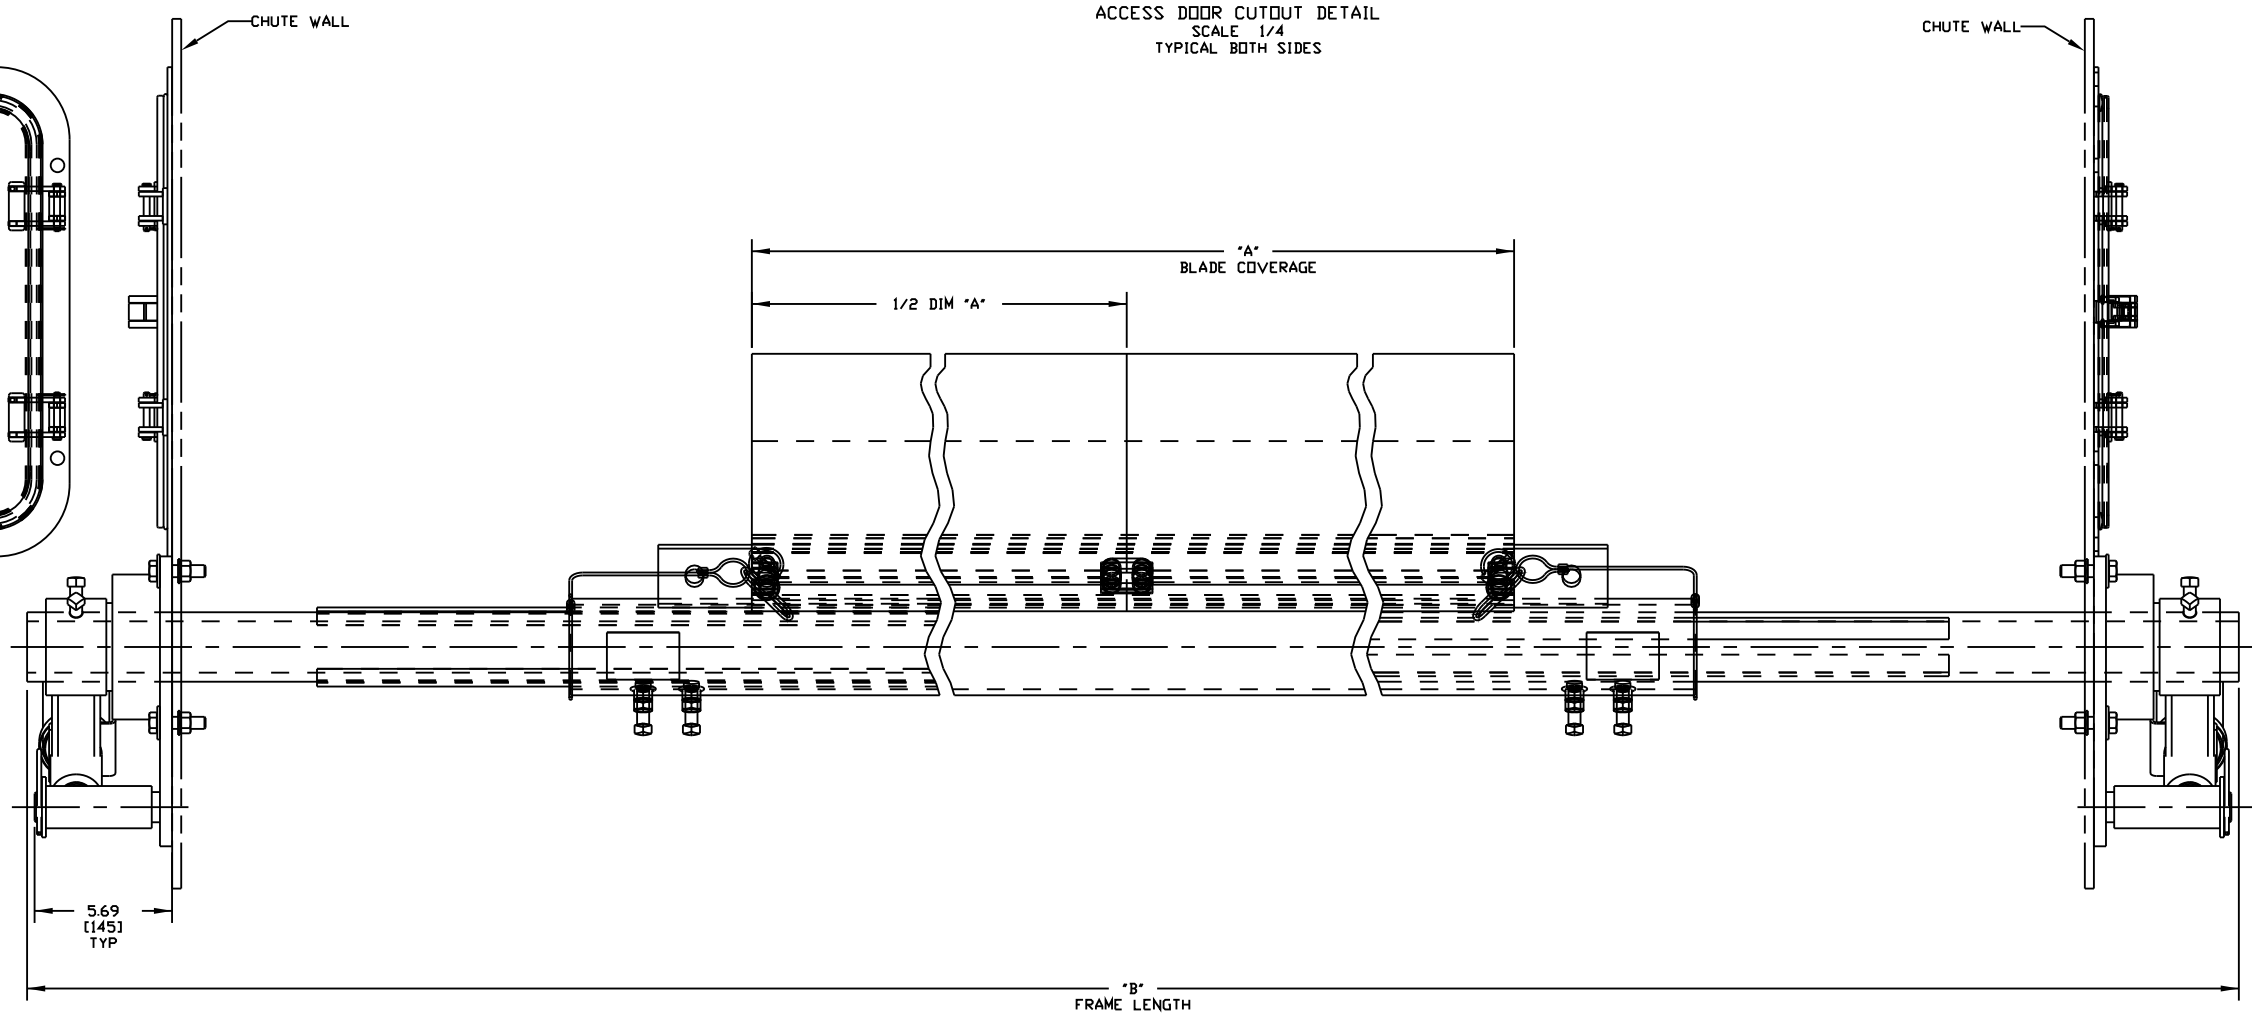 ACCESS DOOR CUTOUT DETAIL
SCALE 1/4
TYPICAL BOTH SIDES
CHUTE WALL
CHUTE WALL
"A"
BLADE COVERAGE
1/2 DIM "A"
5.69
[145]
TYP
"B"
FRAME LENGTH